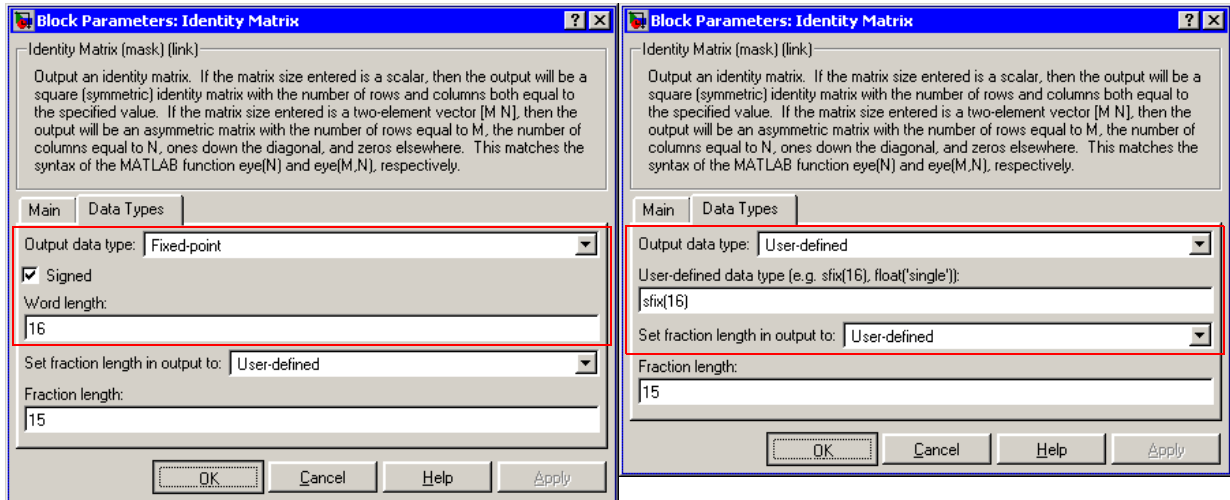 Block Parameters: Identity Matrix
Identity Matrix (mask) (link)
Output an identity matrix. If the matrix size entered is a scalar, then the output will be a
square (symmetric) identity matrix with the number of rows and columns both equal to
the specified value. If the matrix size entered is a two-element vector [M N], then the
output will be an asymmetric matrix with the number of rows equal to M, the number of
columns equal to N, ones down the diagonal, and zeros elsewhere. This matches the
syntax of the MATLAB function eye(N) and eye(M,N), respectively.
Main Data Types
Output data type: Fixed-point
Signed
Word length:
16
Set fraction length in output to: User-defined
Fraction length:
15
OK Cancel Help Apply
Block Parameters: Identity Matrix
Identity Matrix (mask) (link)
Output an identity matrix. If the matrix size entered is a scalar, then the output will be a
square (symmetric) identity matrix with the number of rows and columns both equal to
the specified value. If the matrix size entered is a two-element vector [M N], then the
output will be an asymmetric matrix with the number of rows equal to M, the number of
columns equal to N, ones down the diagonal, and zeros elsewhere. This matches the
syntax of the MATLAB function eye(N) and eye(M,N), respectively.
Main Data Types
Output data type: User-defined
User-defined data type (e.g. sfix(16), float('single')):
sfix(16)
Set fraction length in output to: User-defined
Fraction length:
15
OK Cancel Help Apply